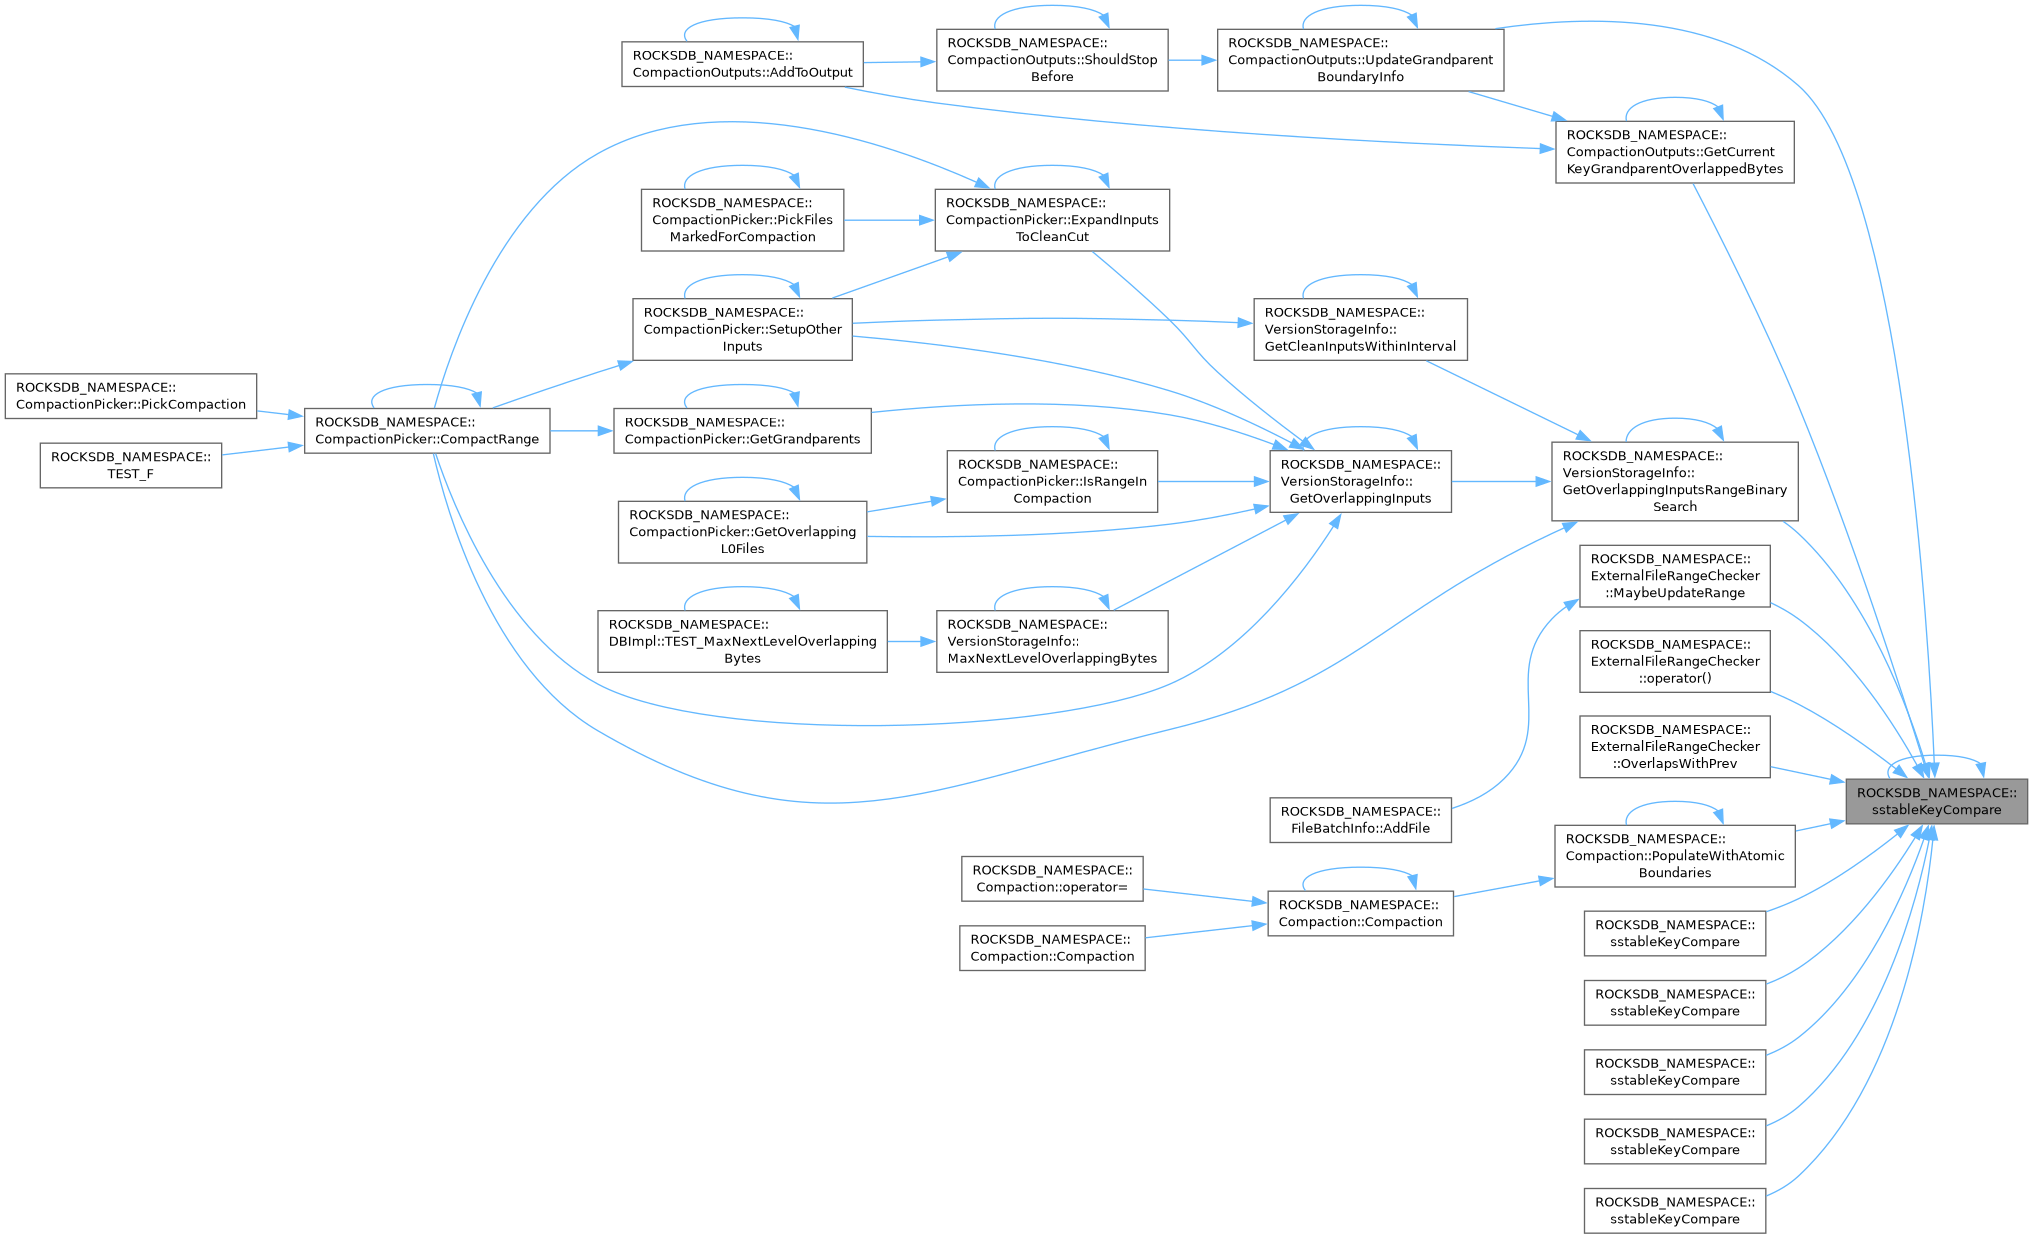 ROCKSDB_NAMESPACE::
CompactionOutputs::AddToOutput
ROCKSDB_NAMESPACE::
CompactionOutputs::ShouldStop
Before
ROCKSDB_NAMESPACE::
CompactionOutputs::UpdateGrandparent
BoundaryInfo
ROCKSDB_NAMESPACE::
CompactionOutputs::GetCurrent
KeyGrandparentOverlappedBytes
ROCKSDB_NAMESPACE::
CompactionPicker::PickFiles
MarkedForCompaction
ROCKSDB_NAMESPACE::
CompactionPicker::ExpandInputs
ToCleanCut
ROCKSDB_NAMESPACE::
CompactionPicker::SetupOther
Inputs
ROCKSDB_NAMESPACE::
VersionStorageInfo::
GetCleanInputsWithinInterval
ROCKSDB_NAMESPACE::
CompactionPicker::PickCompaction
ROCKSDB_NAMESPACE::
TEST_F
ROCKSDB_NAMESPACE::
CompactionPicker::CompactRange
ROCKSDB_NAMESPACE::
CompactionPicker::GetGrandparents
ROCKSDB_NAMESPACE::
CompactionPicker::IsRangeIn
Compaction
ROCKSDB_NAMESPACE::
VersionStorageInfo::
GetOverlappingInputs
ROCKSDB_NAMESPACE::
VersionStorageInfo::
GetOverlappingInputsRangeBinary
Search
ROCKSDB_NAMESPACE::
CompactionPicker::GetOverlapping
L0Files
ROCKSDB_NAMESPACE::
ExternalFileRangeChecker
::MaybeUpdateRange
ROCKSDB_NAMESPACE::
DBImpl::TEST_MaxNextLevelOverlapping
Bytes
ROCKSDB_NAMESPACE::
VersionStorageInfo::
MaxNextLevelOverlappingBytes
ROCKSDB_NAMESPACE::
ExternalFileRangeChecker
::operator()
ROCKSDB_NAMESPACE::
ExternalFileRangeChecker
::OverlapsWithPrev
ROCKSDB_NAMESPACE::
sstableKeyCompare
ROCKSDB_NAMESPACE::
FileBatchInfo::AddFile
ROCKSDB_NAMESPACE::
Compaction::PopulateWithAtomic
Boundaries
ROCKSDB_NAMESPACE::
Compaction::operator=
ROCKSDB_NAMESPACE::
Compaction::Compaction
ROCKSDB_NAMESPACE::
Compaction::Compaction
ROCKSDB_NAMESPACE::
sstableKeyCompare
ROCKSDB_NAMESPACE::
sstableKeyCompare
ROCKSDB_NAMESPACE::
sstableKeyCompare
ROCKSDB_NAMESPACE::
sstableKeyCompare
ROCKSDB_NAMESPACE::
sstableKeyCompare